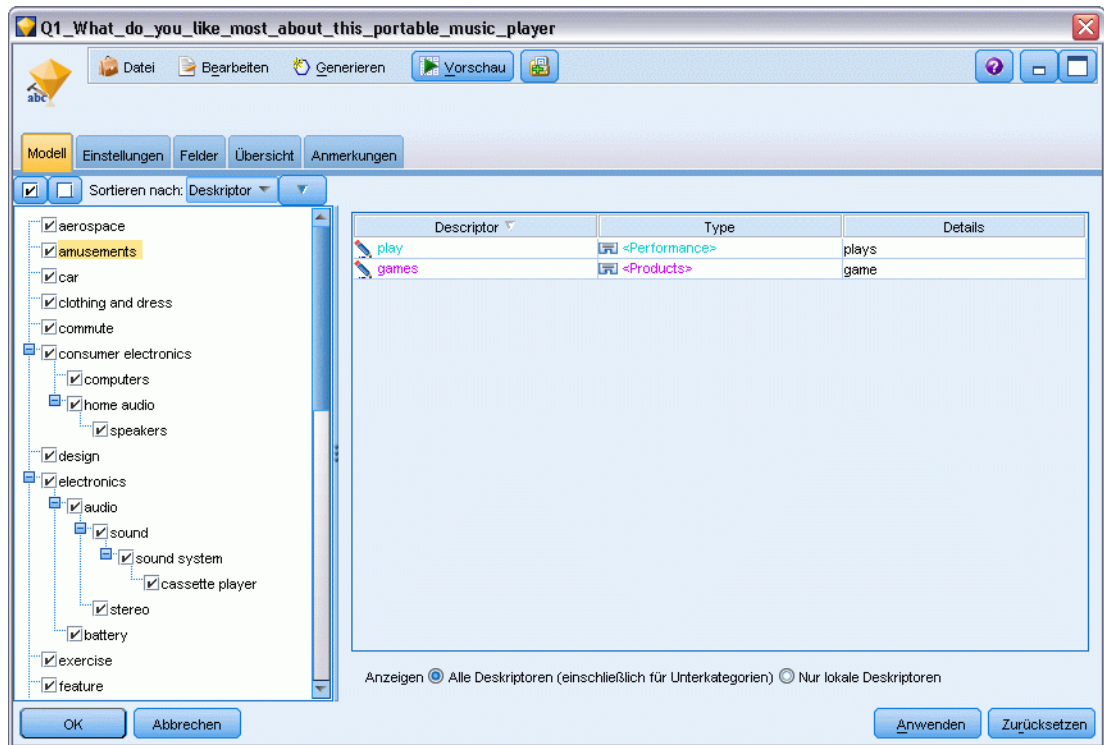 Q1_What_do_you_like_most_about_this_portable_music_player
Datei Bearbeiten Generieren Vorschau
abc
Modell Einstellungen Felder Übersicht Anmerkungen
Sortieren nach: Deskriptor
aerospace
amusements
car
clothing and dress
commute
consumer electronics
computers
home audio
speakers
design
electronics
audio
sound
sound system
cassette player
stereo
battery
exercise
feature
Descriptor Type Details
play <Performance> plays
games <Products> game
Anzeigen Alle Deskriptoren (einschließlich für Unterkategorien) Nur lokale Deskriptoren
OK Abbrechen Anwenden Zurücksetzen